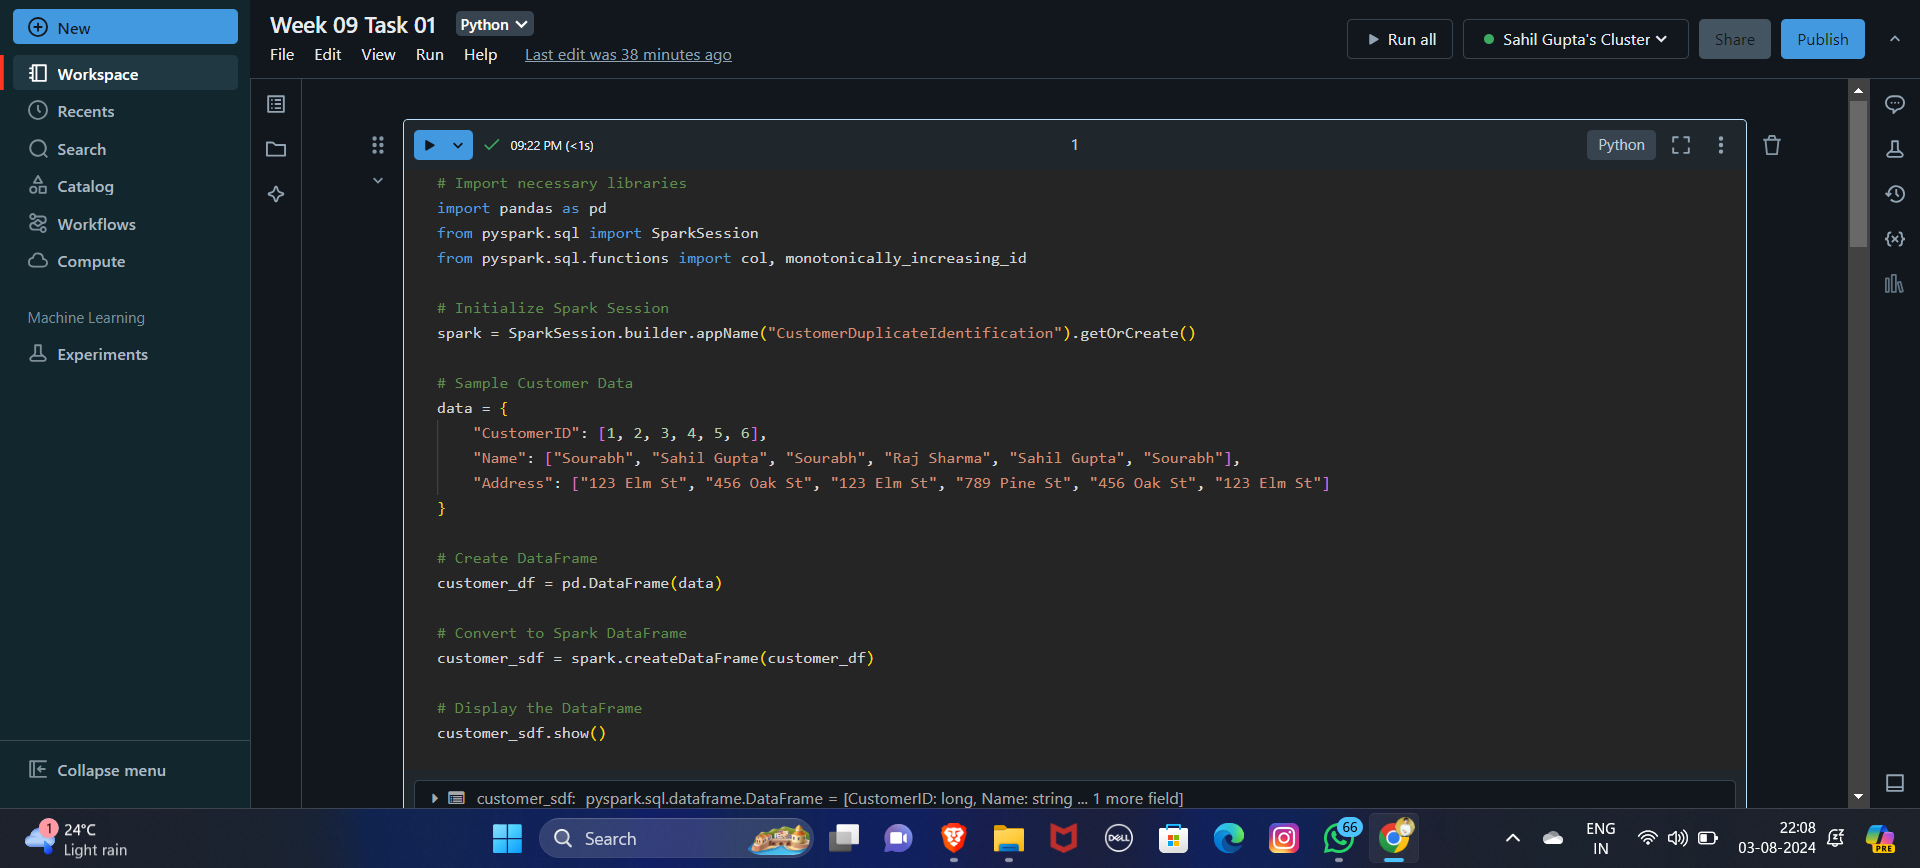 New
Workspace
Recents
Search
Catalog
Workflows
Compute
Machine Learning
Experiments
Collapse menu
Week 09 Task 01
Python
File Edit View Run Help Last edit was 38 minutes ago
Run all
Sahil Gupta's Cluster
Share
Publish
09:22 PM (<1s)
1
Python
# Import necessary libraries
import pandas as pd
from pyspark.sql import SparkSession
from pyspark.sql.functions import col, monotonically_increasing_id
# Initialize Spark Session
spark = SparkSession.builder.appName("CustomerDuplicateIdentification").getOrCreate()
# Sample Customer Data
data = {
"CustomerID": [1, 2, 3, 4, 5, 6],
"Name": ["Sourabh", "Sahil Gupta", "Sourabh", "Raj Sharma", "Sahil Gupta", "Sourabh"],
"Address": ["123 Elm St", "456 Oak St", "123 Elm St", "789 Pine St", "456 Oak St", "123 Elm St"]
}
# Create DataFrame
customer_df = pd.DataFrame(data)
# Convert to Spark DataFrame
customer_sdf = spark.createDataFrame(customer_df)
# Display the DataFrame
customer_sdf.show()
customer_sdf: pyspark.sql.dataframe.DataFrame = [CustomerID: long, Name: string ... 1 more field]
1
24°C
Light rain
Search
DELL
66
ENG
IN
22:08
03-08-2024
PRE